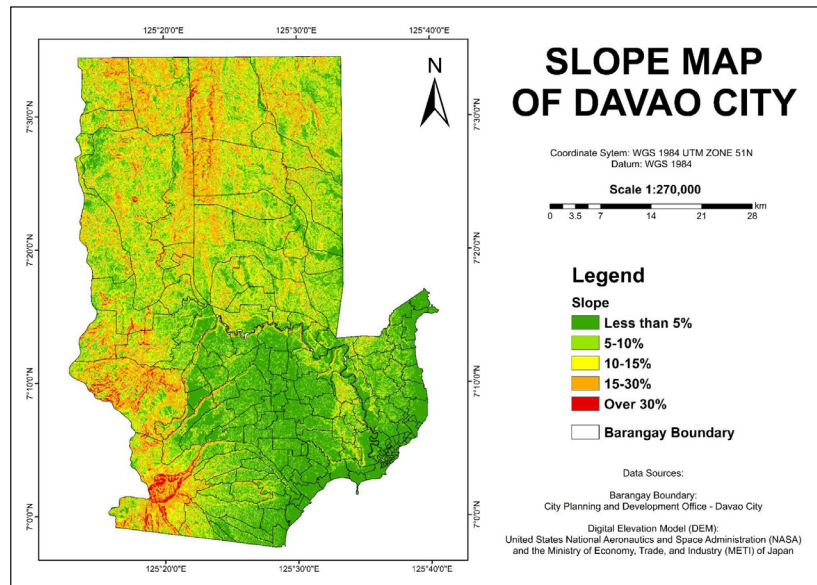 SLOPE MAP
OF DAVAO CITY
Coordinate Sytem: WGS 1984 UTM ZONE 51N
Datum: WGS 1984
Scale 1:270,000
km
0 3.5 7 14 21 28
Legend
Slope
Less than 5%
5-10%
10-15%
15-30%
Over 30%
Barangay Boundary
Data Sources:
Barangay Boundary:
City Planning and Development Office - Davao City
Digital Elevation Model (DEM):
United States National Aeronautics and Space Administration (NASA)
and the Ministry of Economy, Trade, and Industry (METI) of Japan
N
125°20'0"E 125°30'0"E 125°40'0"E
7°30'0"N 7°30'0"N
7°20'0"N 7°20'0"N
7°10'0"N 7°10'0"N
7°0'0"N 7°0'0"N
125°20'0"E 125°30'0"E 125°40'0"E